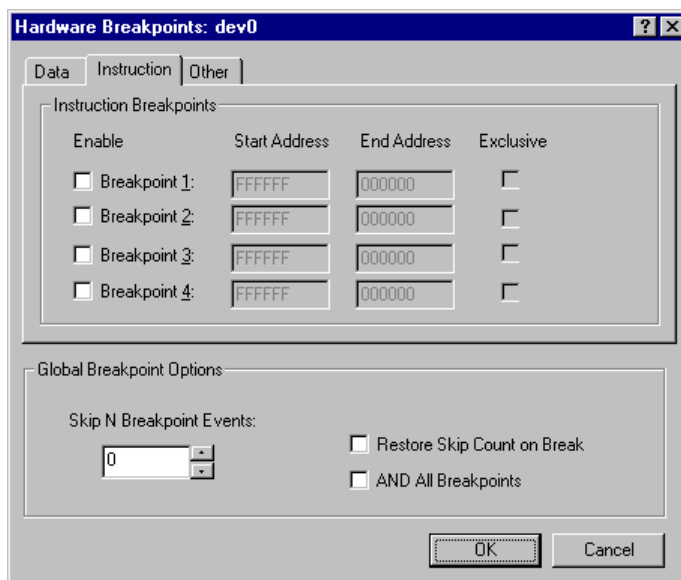 Hardware Breakpoints: dev0
Data Instruction Other
Instruction Breakpoints
Enable Start Address End Address Exclusive
Breakpoint 1: FFFFFF 000000
Breakpoint 2: FFFFFF 000000
Breakpoint 3: FFFFFF 000000
Breakpoint 4: FFFFFF 000000
Global Breakpoint Options
Skip N Breakpoint Events:
0
Restore Skip Count on Break
AND All Breakpoints
OK Cancel